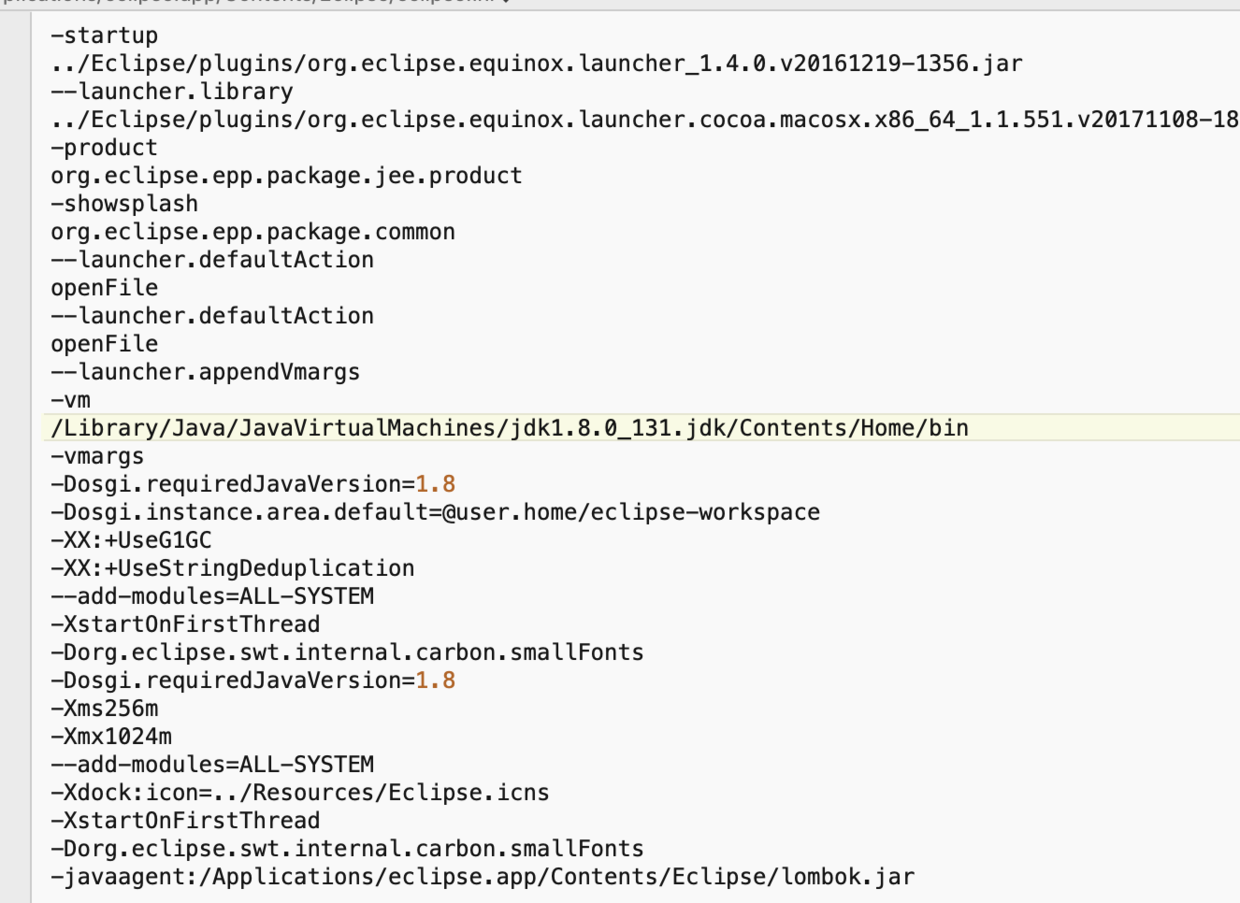 -startup
../Eclipse/plugins/org.eclipse.equinox.launcher_1.4.0.v20161219-1356.jar
--launcher.library
../Eclipse/plugins/org.eclipse.equinox.launcher.cocoa.macosx.x86_64_1.1.551.v20171108-18
-product
org.eclipse.epp.package.jee.product
-showsplash
org.eclipse.epp.package.common
--launcher.defaultAction
openFile
--launcher.defaultAction
openFile
--launcher.appendVmargs
-vm
/Library/Java/JavaVirtualMachines/jdk1.8.0_131.jdk/Contents/Home/bin
-vmargs
-Dosgi.requiredJavaVersion=1.8
-Dosgi.instance.area.default=@user.home/eclipse-workspace
-XX:+UseG1GC
-XX:+UseStringDeduplication
--add-modules=ALL-SYSTEM
-XstartOnFirstThread
-Dorg.eclipse.swt.internal.carbon.smallFonts
-Dosgi.requiredJavaVersion=1.8
-Xms256m
-Xmx1024m
--add-modules=ALL-SYSTEM
-Xdock:icon=../Resources/Eclipse.icns
-XstartOnFirstThread
-Dorg.eclipse.swt.internal.carbon.smallFonts
-javaagent:/Applications/eclipse.app/Contents/Eclipse/lombok.jar